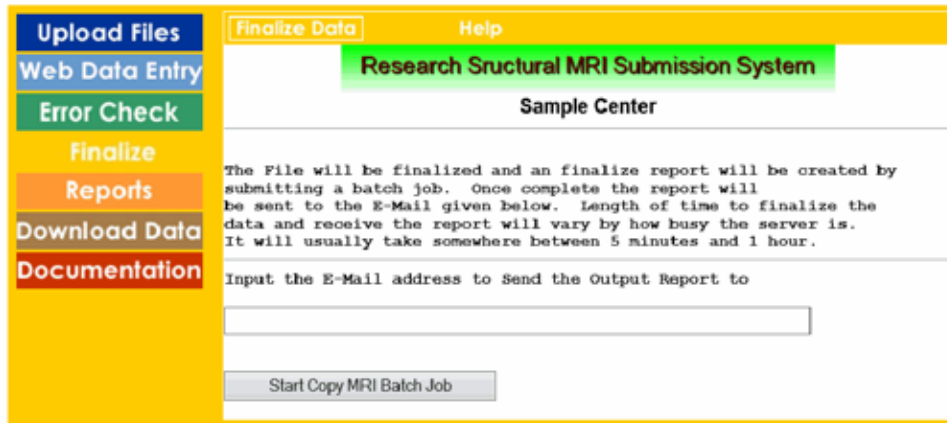 Upload Files
Web Data Entry
Error Check
Finalize
Reports
Download Data
Documentation
Finalize Data
Help
Research Sructural MRI Submission System
Sample Center
The File will be finalized and an finalize report will be created by
submitting a batch job.  Once complete the report will
be sent to the E-Mail given below.  Length of time to finalize the
data and receive the report will vary by how busy the server is.
It will usually take somewhere between 5 minutes and 1 hour.
Input the E-Mail address to Send the Output Report to
Start Copy MRI Batch Job